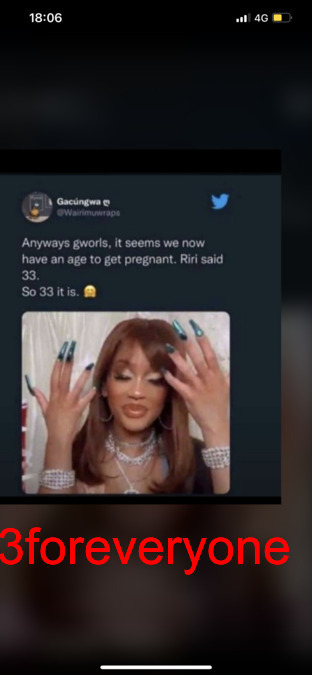 18:06
4G
Gacúngwa ღ
@Wairimuwraps
Anyways gworls, it seems we now
have an age to get pregnant. Riri said
33.
So 33 it is. 🤗
3foreveryone